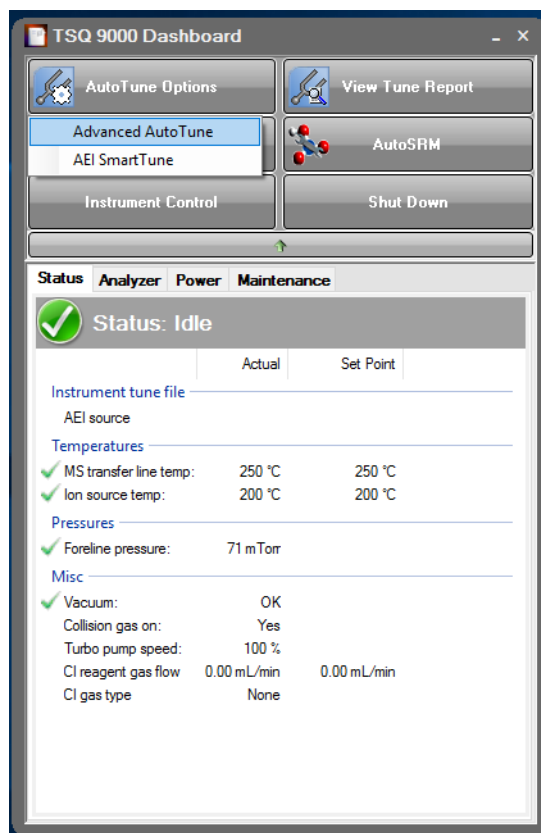 TSQ 9000 Dashboard
AutoTune Options
View Tune Report
Advanced AutoTune
AEI SmartTune
AutoSRM
Instrument Control
Shut Down
Status Analyzer Power Maintenance
Status: Idle
Actual Set Point
Instrument tune file
AEI source
Temperatures
MS transfer line temp: 250 °C 250 °C
Ion source temp: 200 °C 200 °C
Pressures
Foreline pressure: 71 mTorr
Misc
Vacuum: OK
Collision gas on: Yes
Turbo pump speed: 100 %
CI reagent gas flow 0.00 mL/min 0.00 mL/min
CI gas type None